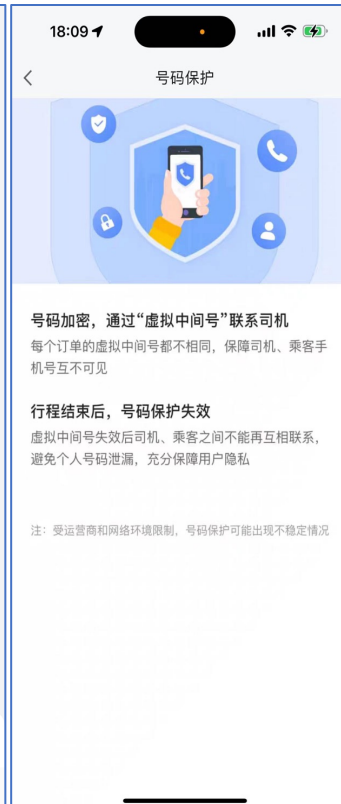 18:09
号码保护
号码加密，通过“虚拟中间号”联系司机
每个订单的虚拟中间号都不相同，保障司机、乘客手
机号互不可见
行程结束后，号码保护失效
虚拟中间号失效后司机、乘客之间不能再互相联系，
避免个人号码泄漏，充分保障用户隐私
注：受运营商和网络环境限制，号码保护可能出现不稳定情况